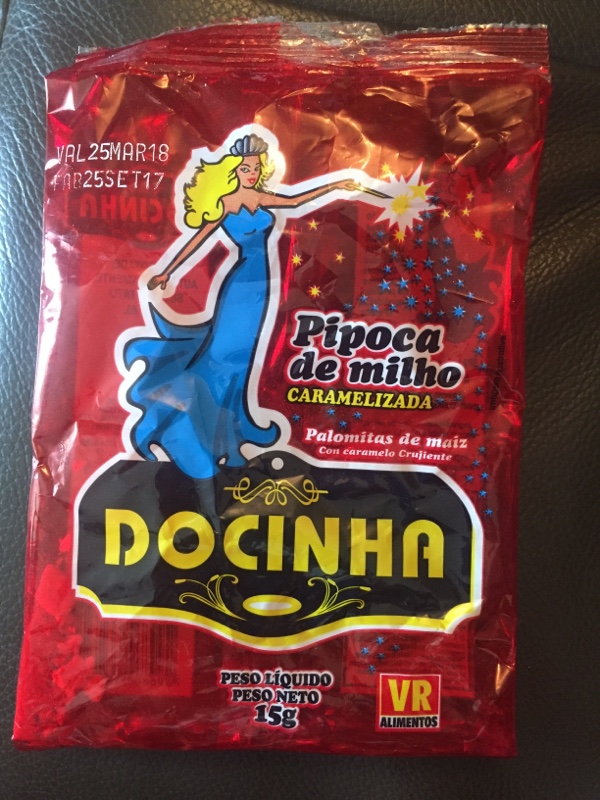 VAL25MAR18
FAB25SET17
Pipoca
de milho
CARAMELIZADA
Palomitas de maíz
Con caramelo Crujiente
DOCINHA
PESO LÍQUIDO
PESO NETO
15g
VR
ALIMENTOS